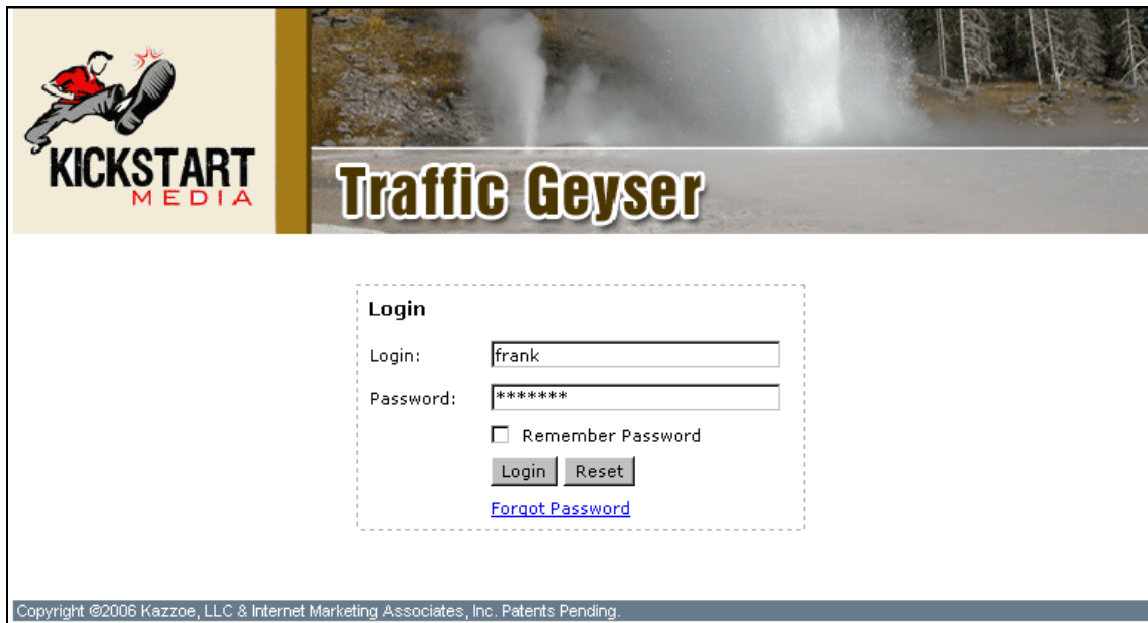 KICKSTART
MEDIA
Traffic Geyser
Login
Login: frank
Password: *******
Remember Password
Login Reset
Forgot Password
Copyright ©2006 Kazzoe, LLC & Internet Marketing Associates, Inc. Patents Pending.